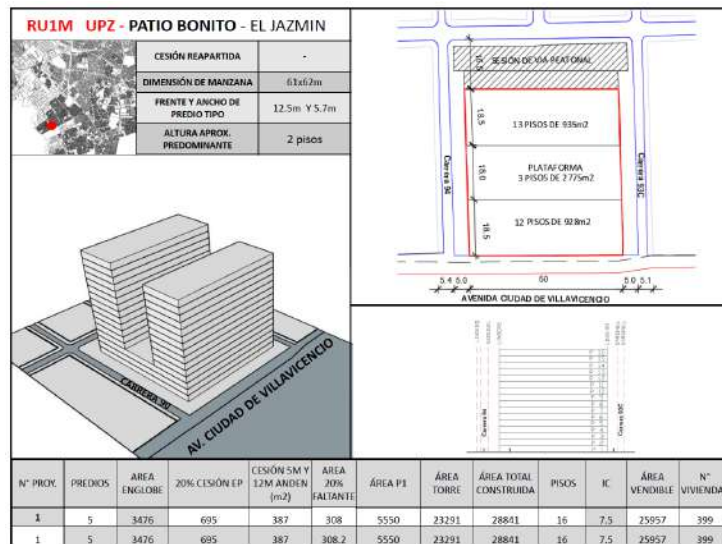 RU1M UPZ - PATIO BONITO - EL JAZMIN
CESIÓN REAPARTIDA -
DIMENSIÓN DE MANZANA 61x62m
FRENTE Y ANCHO DE PREDIO TIPO 12.5m Y 5.7m
ALTURA APROX. PREDOMINANTE 2 pisos
CARRERA 90
AV. CIUDAD DE VILLAVICENCIO
SESIÓN DE VIA PEATONAL
18.5
13 PISOS DE 935m2
18.0
PLATAFORMA
3 PISOS DE 2775m2
18.5
12 PISOS DE 928m2
Carrera 94
Carrera 93C
5.4 5.0 50 5.0 5.1
AVENIDA CIUDAD DE VILLAVICENCIO
N° PROY. PREDIOS AREA ENGLOBE 20% CESIÓN EP CESIÓN 5M Y 12M ANDEN (m2) AREA 20% FALTANTE ÁREA P1 ÁREA TORRE ÁREA TOTAL CONSTRUIDA PISOS IC ÁREA VENDIBLE N° VIVIENDA
1 5 3476 695 387 308 5550 23291 28841 16 7.5 25957 399
1 5 3476 695 387 308.2 5550 23291 28841 16 7.5 25957 399